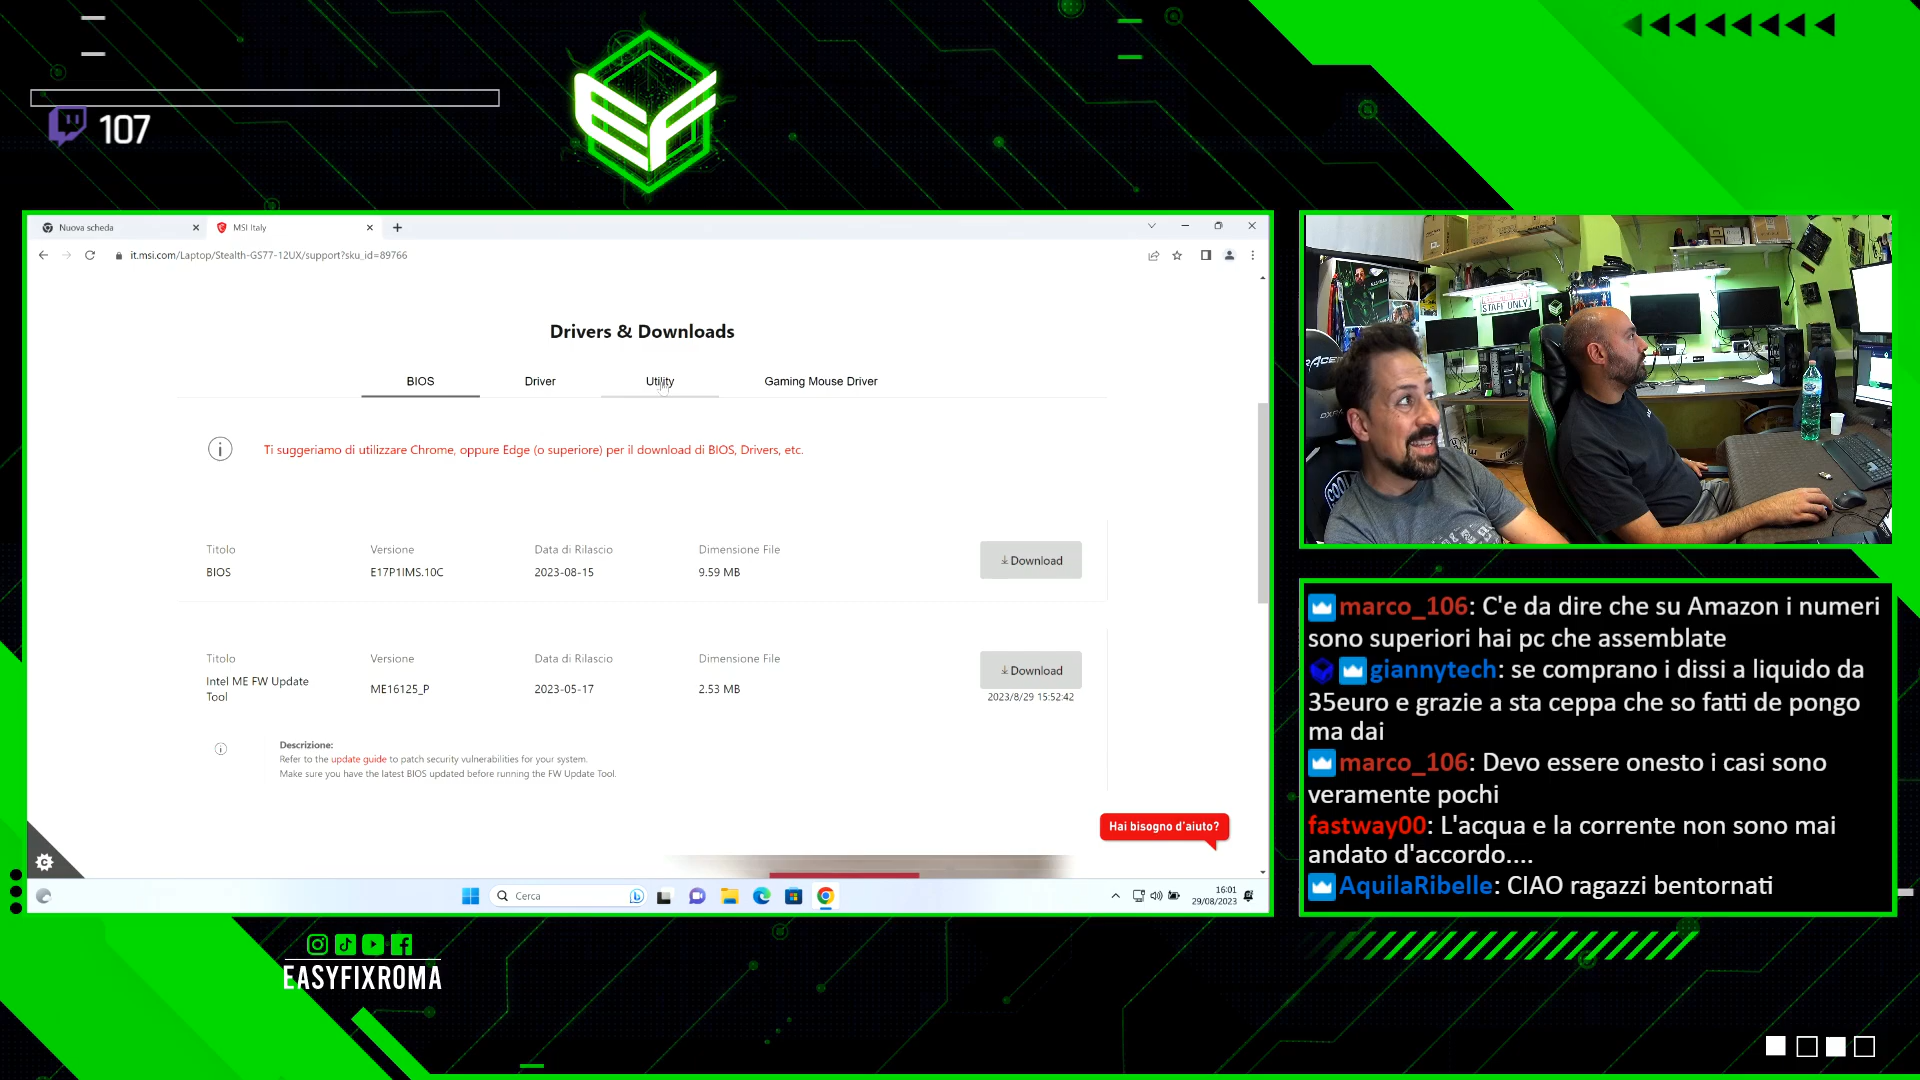 107
EF
Nuova scheda
MSI Italy
it.msi.com/Laptop/Stealth-GS77-12UX/support?sku_id=89766
Drivers & Downloads
BIOS
Driver
Utility
Gaming Mouse Driver
Ti suggeriamo di utilizzare Chrome, oppure Edge (o superiore) per il download di BIOS, Drivers, etc.
Titolo
Versione
Data di Rilascio
Dimensione File
BIOS
E17P1IMS.10C
2023-08-15
9.59 MB
Download
Titolo
Versione
Data di Rilascio
Dimensione File
Intel ME FW Update
Tool
ME16125_P
2023-05-17
2.53 MB
Download
2023/8/29 15:52:42
Descrizione:
Refer to the update guide to patch security vulnerabilities for your system.
Make sure you have the latest BIOS updated before running the FW Update Tool.
Hai bisogno d'aiuto?
Cerca
16:01
29/08/2023
STAFF ONLY
marco_106: C'e da dire che su Amazon i numeri
sono superiori hai pc che assemblate
giannytech: se comprano i dissi a liquido da
35euro e grazie a sta ceppa che so fatti de pongo
ma dai
marco_106: Devo essere onesto i casi sono
veramente pochi
fastway00: L'acqua e la corrente non sono mai
andato d'accordo....
AquilaRibelle: CIAO ragazzi bentornati
EASYFIXROMA